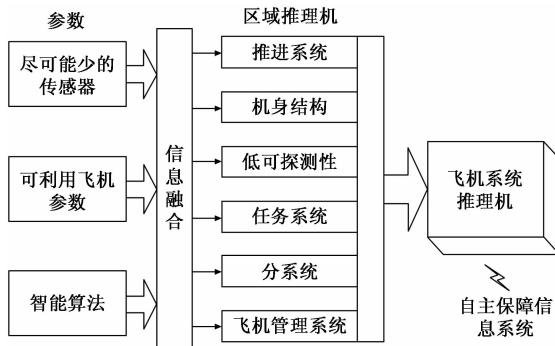 参数
尽可能少的
传感器
可利用飞机
参数
智能算法
信息融合
区域推理机
推进系统
机身结构
低可探测性
任务系统
分系统
飞机管理系统
飞机系统
推理机
自主保障信
息系统